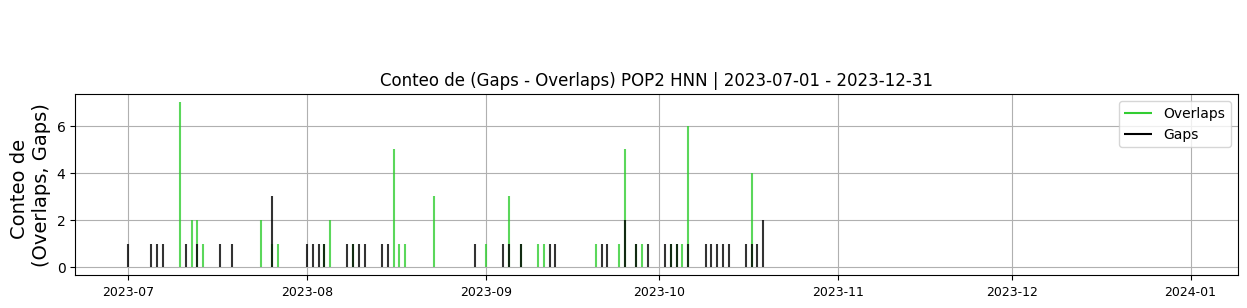 Conteo de (Gaps - Overlaps) POP2 HNN | 2023-07-01 - 2023-12-31
Conteo de
(Overlaps, Gaps)
6
4
2
0
Overlaps
Gaps
2023-07
2023-08
2023-09
2023-10
2023-11
2023-12
2024-01